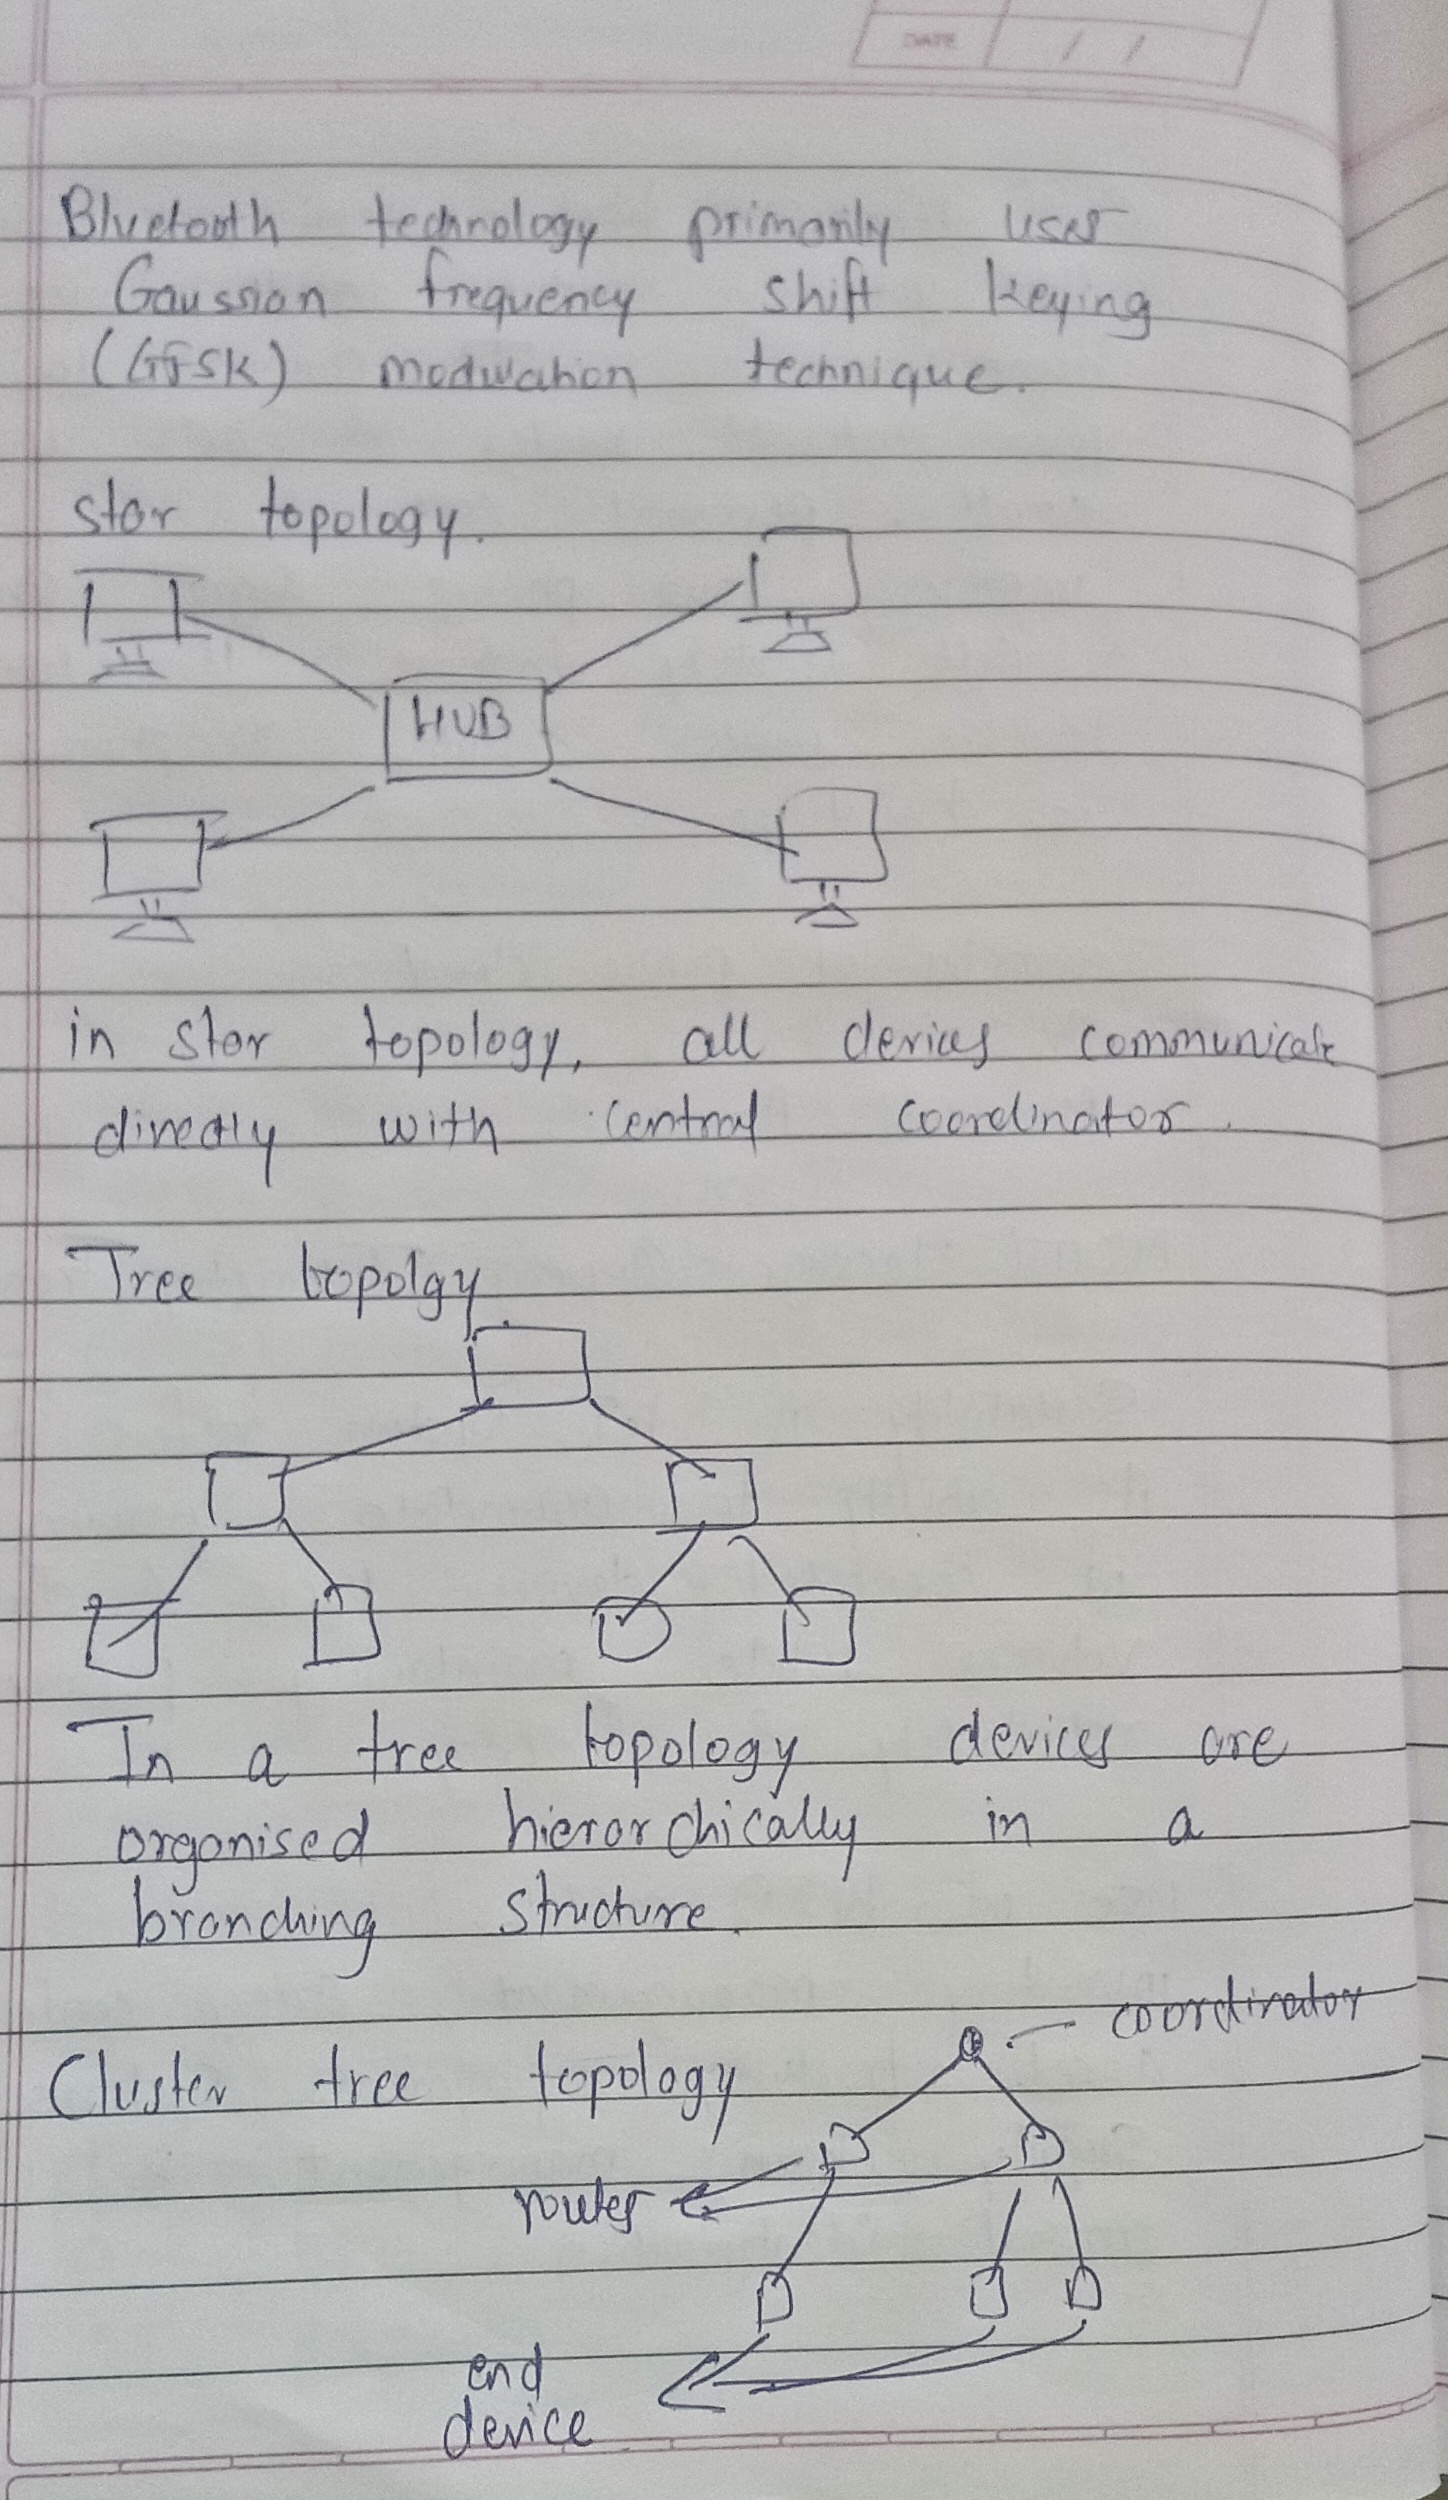 DATE / /
Bluetooth technology primarily uses
Gaussian frequency shift keying
(GFSK) modulation technique.
star topology.
HUB
in star topology, all devices communicate
directly with central coordinator.
Tree topolgy
In a tree topology devices are
organised hierarchically in a
branching structure.
coordinator
Cluster tree topology
router
end
device